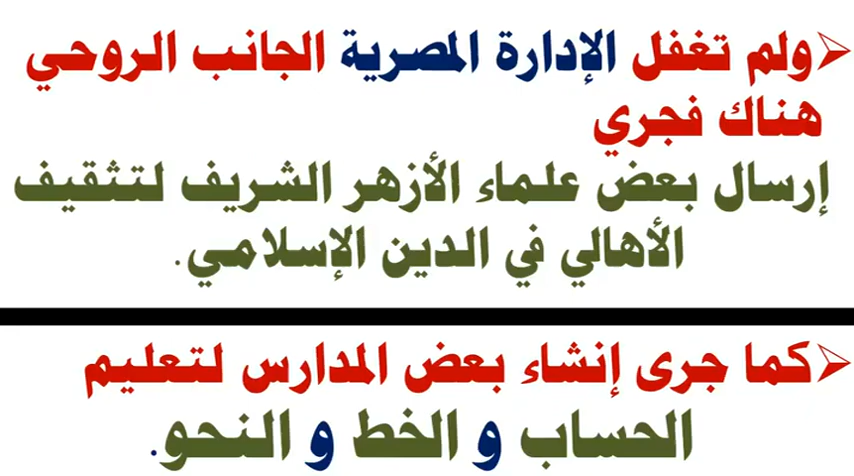 ولم تغفل الإدارة المصرية الجانب الروحي
هناك فجري
إرسال بعض علماء الأزهر الشريف لتثقيف
الأهالي في الدين الإسلامي.
كما جرى إنشاء بعض المدارس لتعليم
الحساب و الخط و النحو.